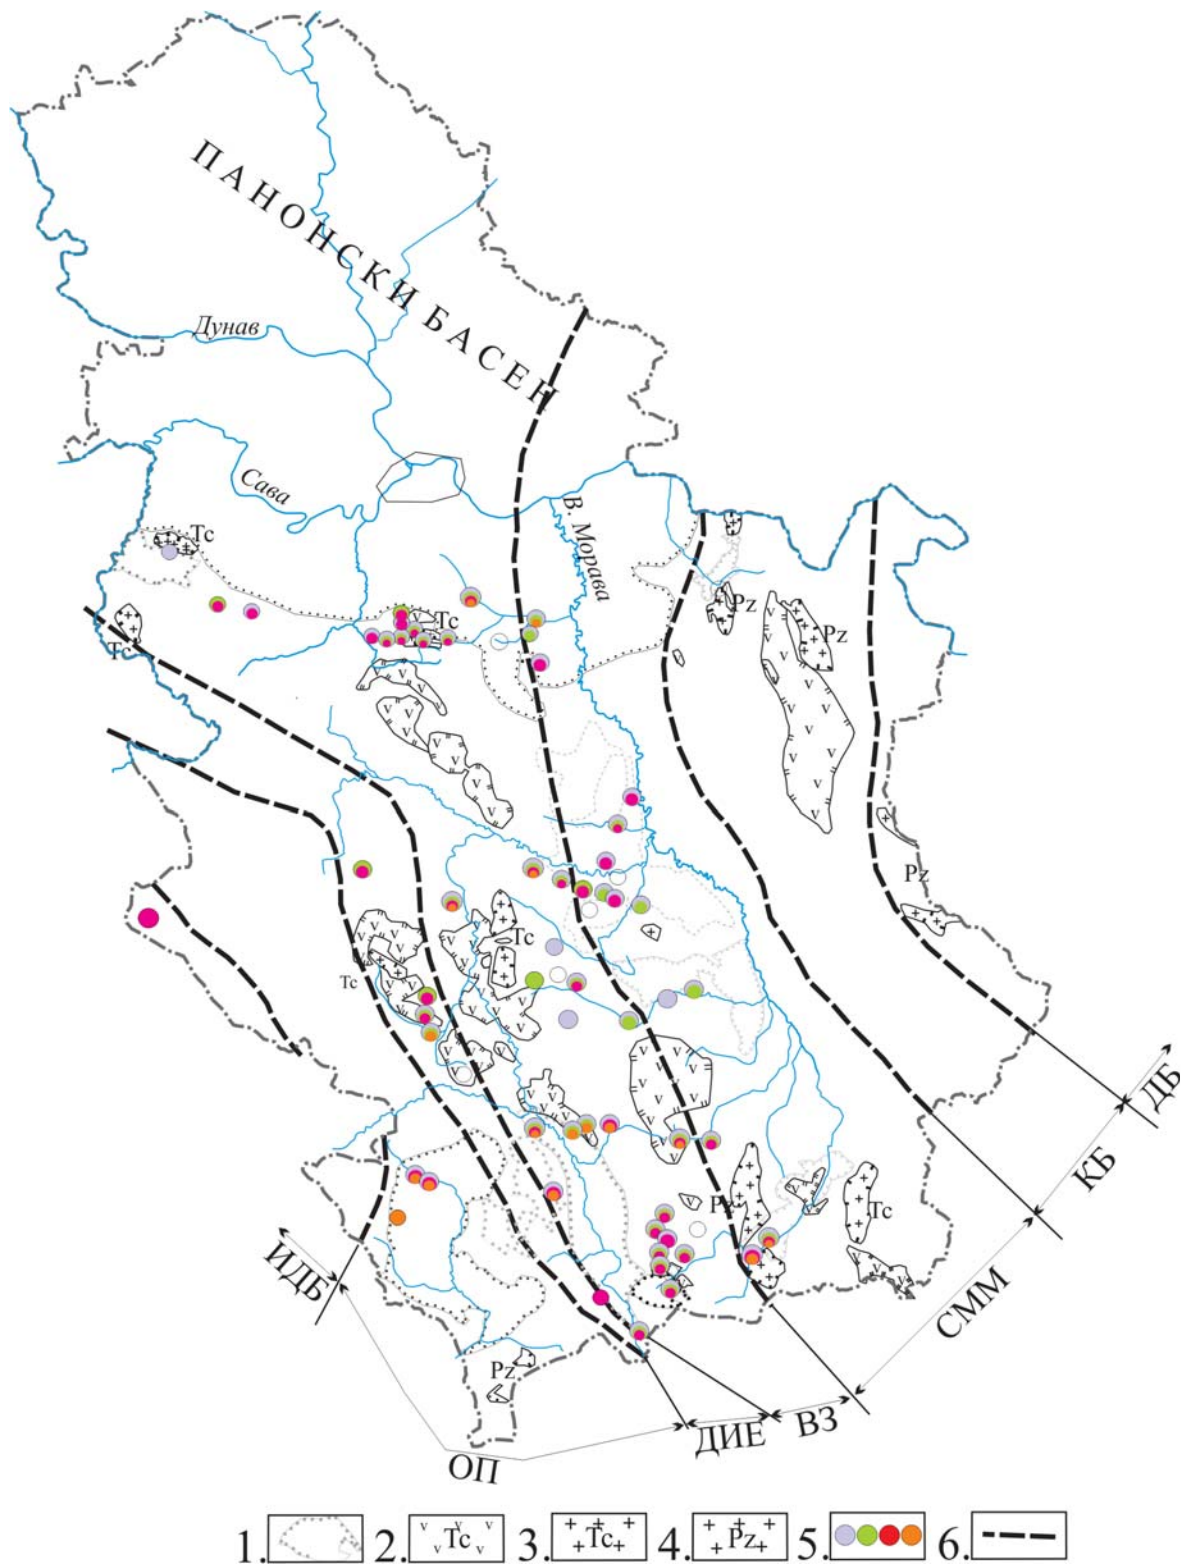 ПАНОНСКИ БАСЕН
Дунав
Сава
В. Морава
Tc
Tc
Tc
Pz
Pz
Pz
v
Tc
Tc
Pz
Tc
Pz
ИДБ
ОП
ДИЕ
ВЗ
СММ
КБ
ДБ
1. 2. Tc 3. Tc 4. Pz 5. 6.